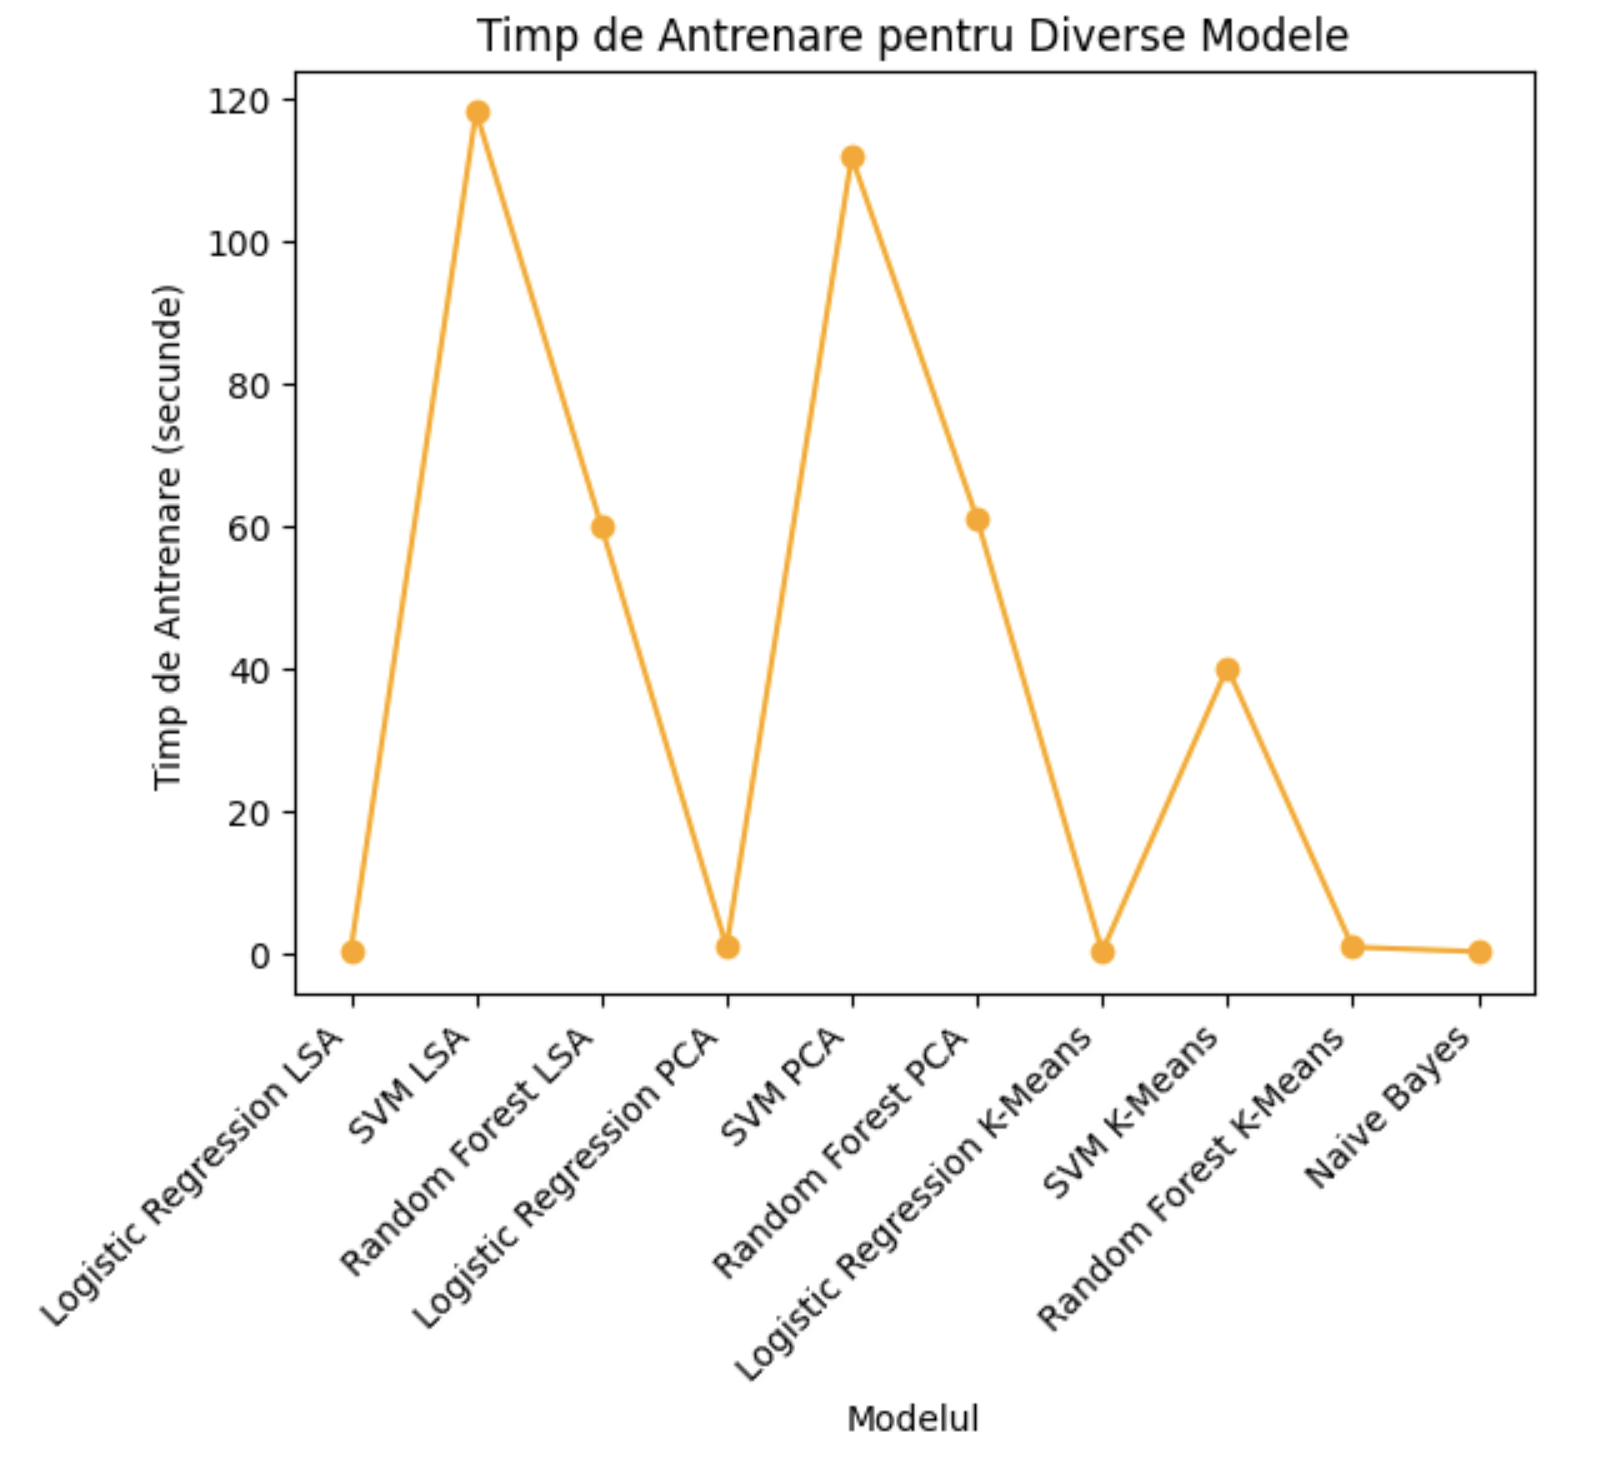 Timp de Antrenare pentru Diverse Modele
Timp de Antrenare (secunde)
120
100
80
60
40
20
0
Logistic Regression LSA
SVM LSA
Random Forest LSA
Logistic Regression PCA
SVM PCA
Random Forest PCA
Logistic Regression K-Means
SVM K-Means
Random Forest K-Means
Naive Bayes
Modelul